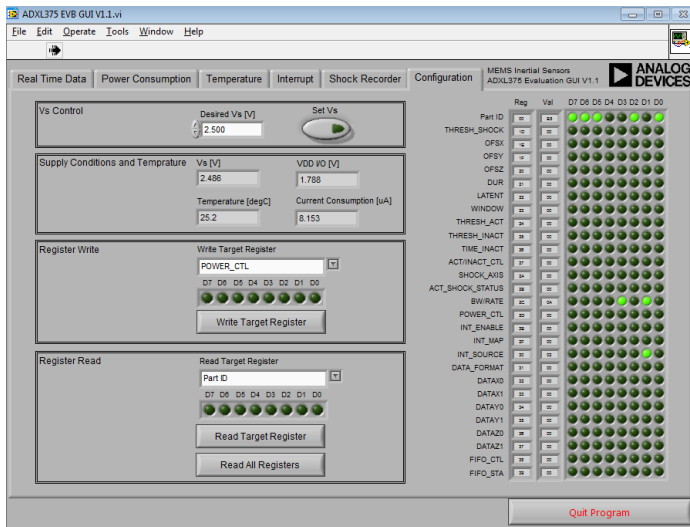 ADXL375 EVB GUI V1.1.vi
File Edit Operate Tools Window Help
Real Time Data Power Consumption Temperature Interrupt Shock Recorder Configuration
MEMS Inertial Sensors
ADXL375 Evaluation GUI V1.1
ANALOG
DEVICES
Vs Control
Desired Vs [V]
2.500
Set Vs
Supply Conditions and Temprature
Vs [V]
2.486
VDD I/O [V]
1.788
Temperature [degC]
25.2
Current Consumption [uA]
8.153
Register Write
Write Target Register
POWER_CTL
D7 D6 D5 D4 D3 D2 D1 D0
Write Target Register
Register Read
Read Target Register
Part ID
D7 D6 D5 D4 D3 D2 D1 D0
Read Target Register
Read All Registers
Reg Val D7 D6 D5 D4 D3 D2 D1 D0
Part ID
THRESH_SHOCK
OFSX
OFSY
OFSZ
DUR
LATENT
WINDOW
THRESH_ACT
THRESH_INACT
TIME_INACT
ACT/INACT_CTL
SHOCK_AXIS
ACT_SHOCK_STATUS
BW/RATE
POWER_CTL
INT_ENABLE
INT_MAP
INT_SOURCE
DATA_FORMAT
DATAX0
DATAX1
DATAY0
DATAY1
DATAZ0
DATAZ1
FIFO_CTL
FIFO_STA
Quit Program